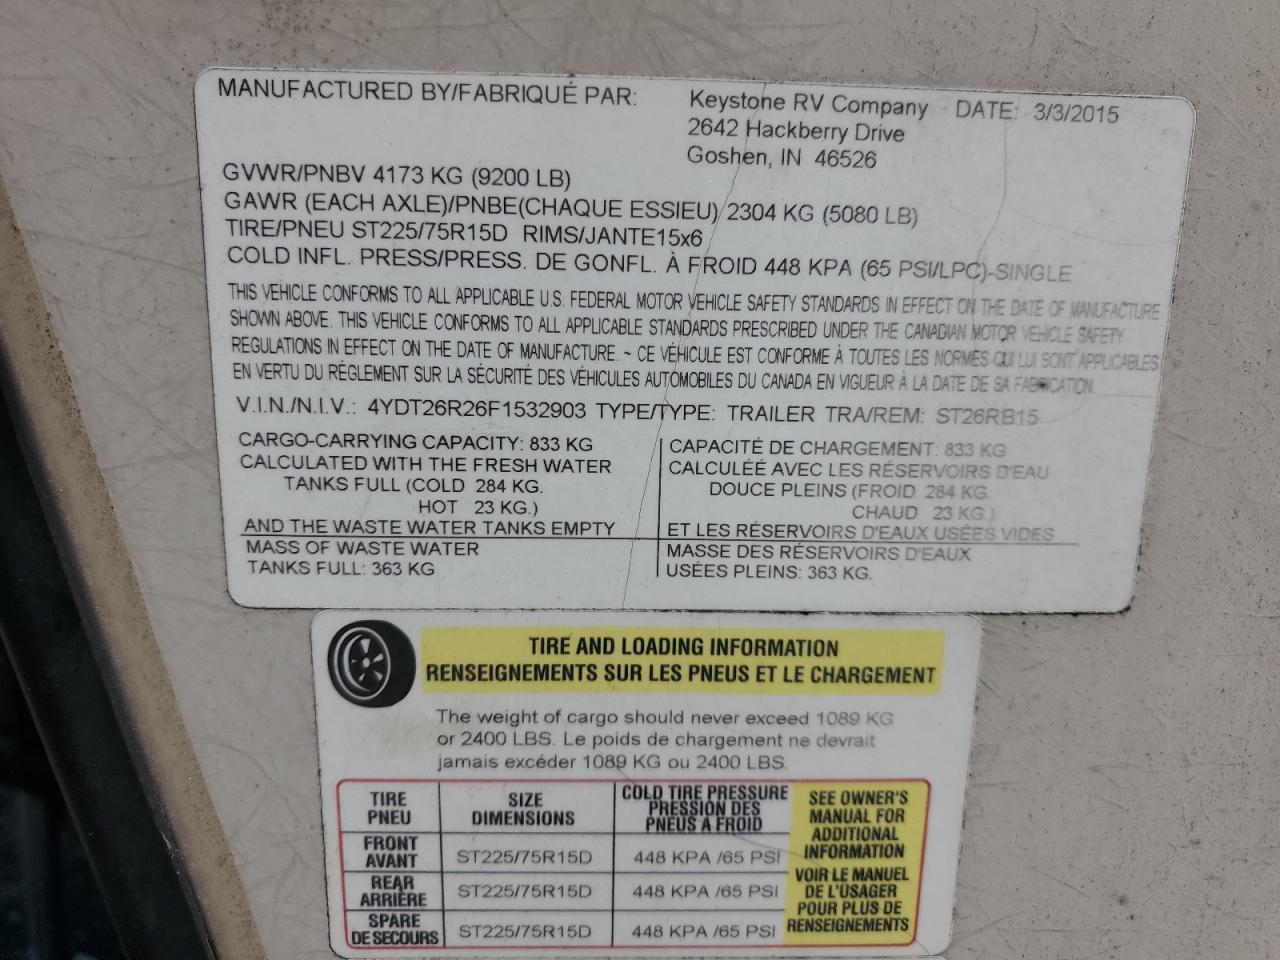 MANUFACTURED BY/FABRIQUÉ PAR: Keystone RV Company DATE: 3/3/2015
2642 Hackberry Drive
Goshen, IN 46526
GVWR/PNBV 4173 KG (9200 LB)
GAWR (EACH AXLE)/PNBE(CHAQUE ESSIEU) 2304 KG (5080 LB)
TIRE/PNEU ST225/75R15D RIMS/JANTE15x6
COLD INFL. PRESS/PRESS. DE GONFL. À FROID 448 KPA (65 PSI/LPC)-SINGLE
THIS VEHICLE CONFORMS TO ALL APPLICABLE U.S. FEDERAL MOTOR VEHICLE SAFETY STANDARDS IN EFFECT ON THE DATE OF MANUFACTURE
SHOWN ABOVE. THIS VEHICLE CONFORMS TO ALL APPLICABLE STANDARDS PRESCRIBED UNDER THE CANADIAN MOTOR VEHICLE SAFETY
REGULATIONS IN EFFECT ON THE DATE OF MANUFACTURE. ~ CE VÉHICULE EST CONFORME À TOUTES LES NORMES QUI LUI SONT APPLICABLES
EN VERTU DU RÈGLEMENT SUR LA SÉCURITÉ DES VÉHICULES AUTOMOBILES DU CANADA EN VIGUEUR À LA DATE DE SA FABRICATION.
V.I.N./N.I.V.: 4YDT26R26F1532903 TYPE/TYPE: TRAILER TRA/REM: ST26RB15
CARGO-CARRYING CAPACITY: 833 KG
CALCULATED WITH THE FRESH WATER
TANKS FULL (COLD 284 KG.
HOT 23 KG.)
AND THE WASTE WATER TANKS EMPTY
MASS OF WASTE WATER
TANKS FULL: 363 KG
CAPACITÉ DE CHARGEMENT: 833 KG
CALCULÉE AVEC LES RÉSERVOIRS D'EAU
DOUCE PLEINS (FROID 284 KG.
CHAUD 23 KG.)
ET LES RÉSERVOIRS D'EAUX USÉES VIDES
MASSE DES RÉSERVOIRS D'EAUX
USÉES PLEINS: 363 KG.
TIRE AND LOADING INFORMATION
RENSEIGNEMENTS SUR LES PNEUS ET LE CHARGEMENT
The weight of cargo should never exceed 1089 KG
or 2400 LBS. Le poids de chargement ne devrait
jamais excéder 1089 KG ou 2400 LBS.
TIRE
PNEU
SIZE
DIMENSIONS
COLD TIRE PRESSURE
PRESSION DES
PNEUS A FROID
FRONT
AVANT
ST225/75R15D 448 KPA /65 PSI
REAR
ARRIÈRE
ST225/75R15D 448 KPA /65 PSI
SPARE
DE SECOURS
ST225/75R15D 448 KPA /65 PSI
SEE OWNER'S
MANUAL FOR
ADDITIONAL
INFORMATION
VOIR LE MANUEL
DE L'USAGER
POUR PLUS DE
RENSEIGNEMENTS